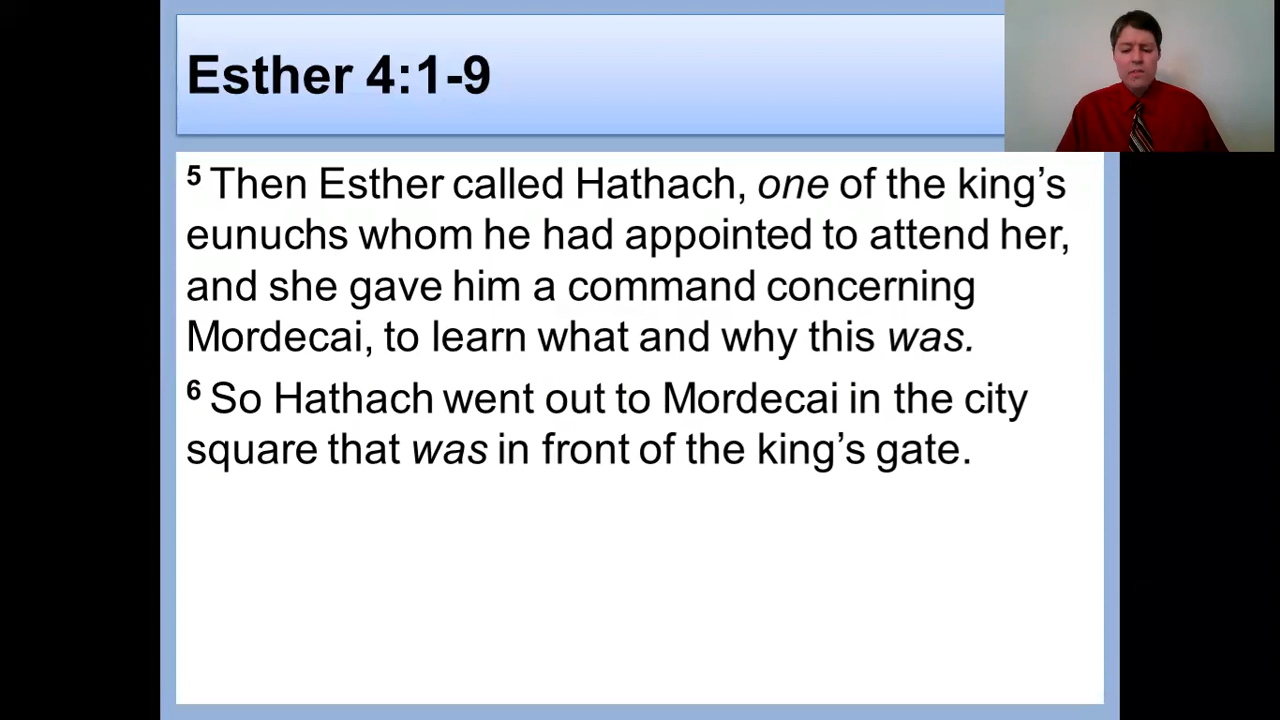 Esther 4:1-9
5 Then Esther called Hathach, one of the king’s
eunuchs whom he had appointed to attend her,
and she gave him a command concerning
Mordecai, to learn what and why this was.
6 So Hathach went out to Mordecai in the city
square that was in front of the king’s gate.